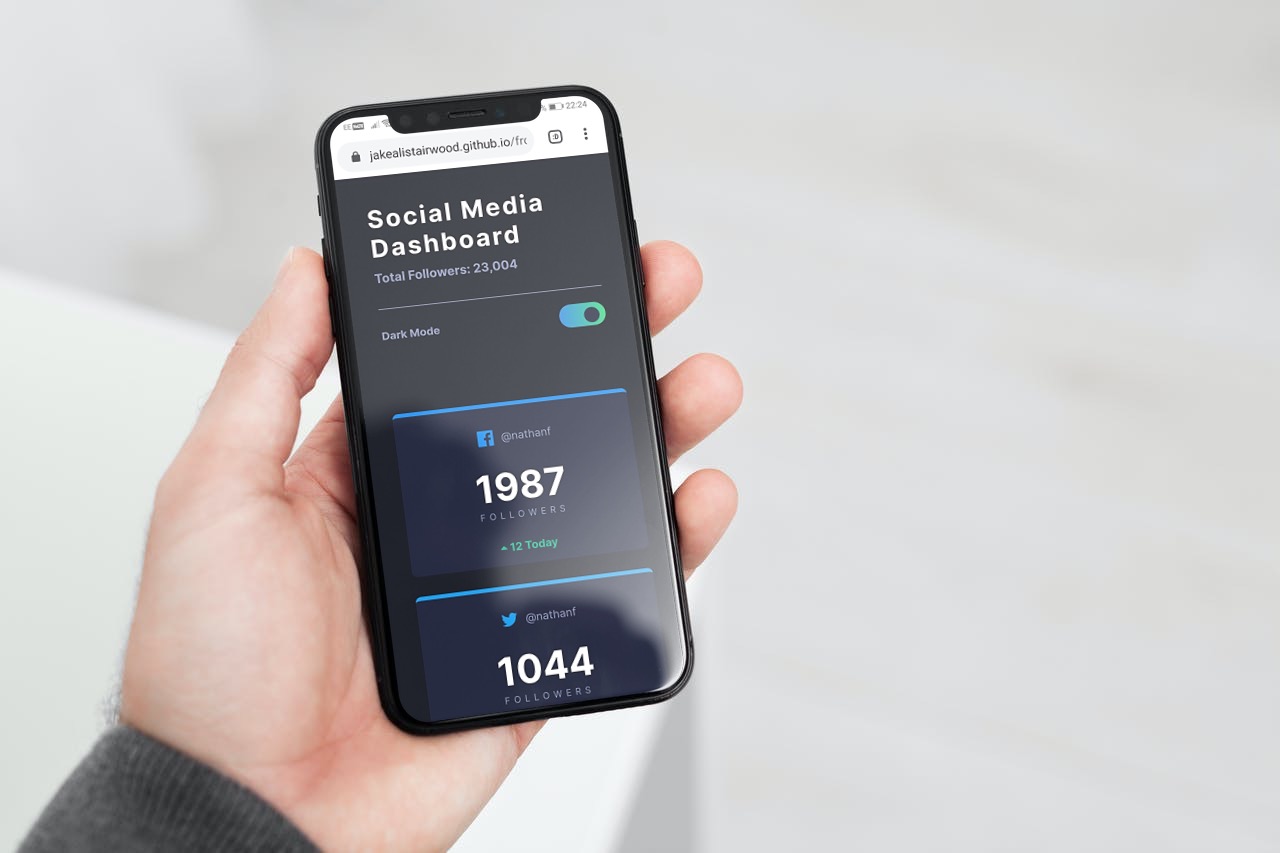 EE 22:24
jakealistairwood.github.io/fro
Social Media
Dashboard
Total Followers: 23,004
Dark Mode
@nathanf
1987
FOLLOWERS
12 Today
@nathanf
1044
FOLLOWERS